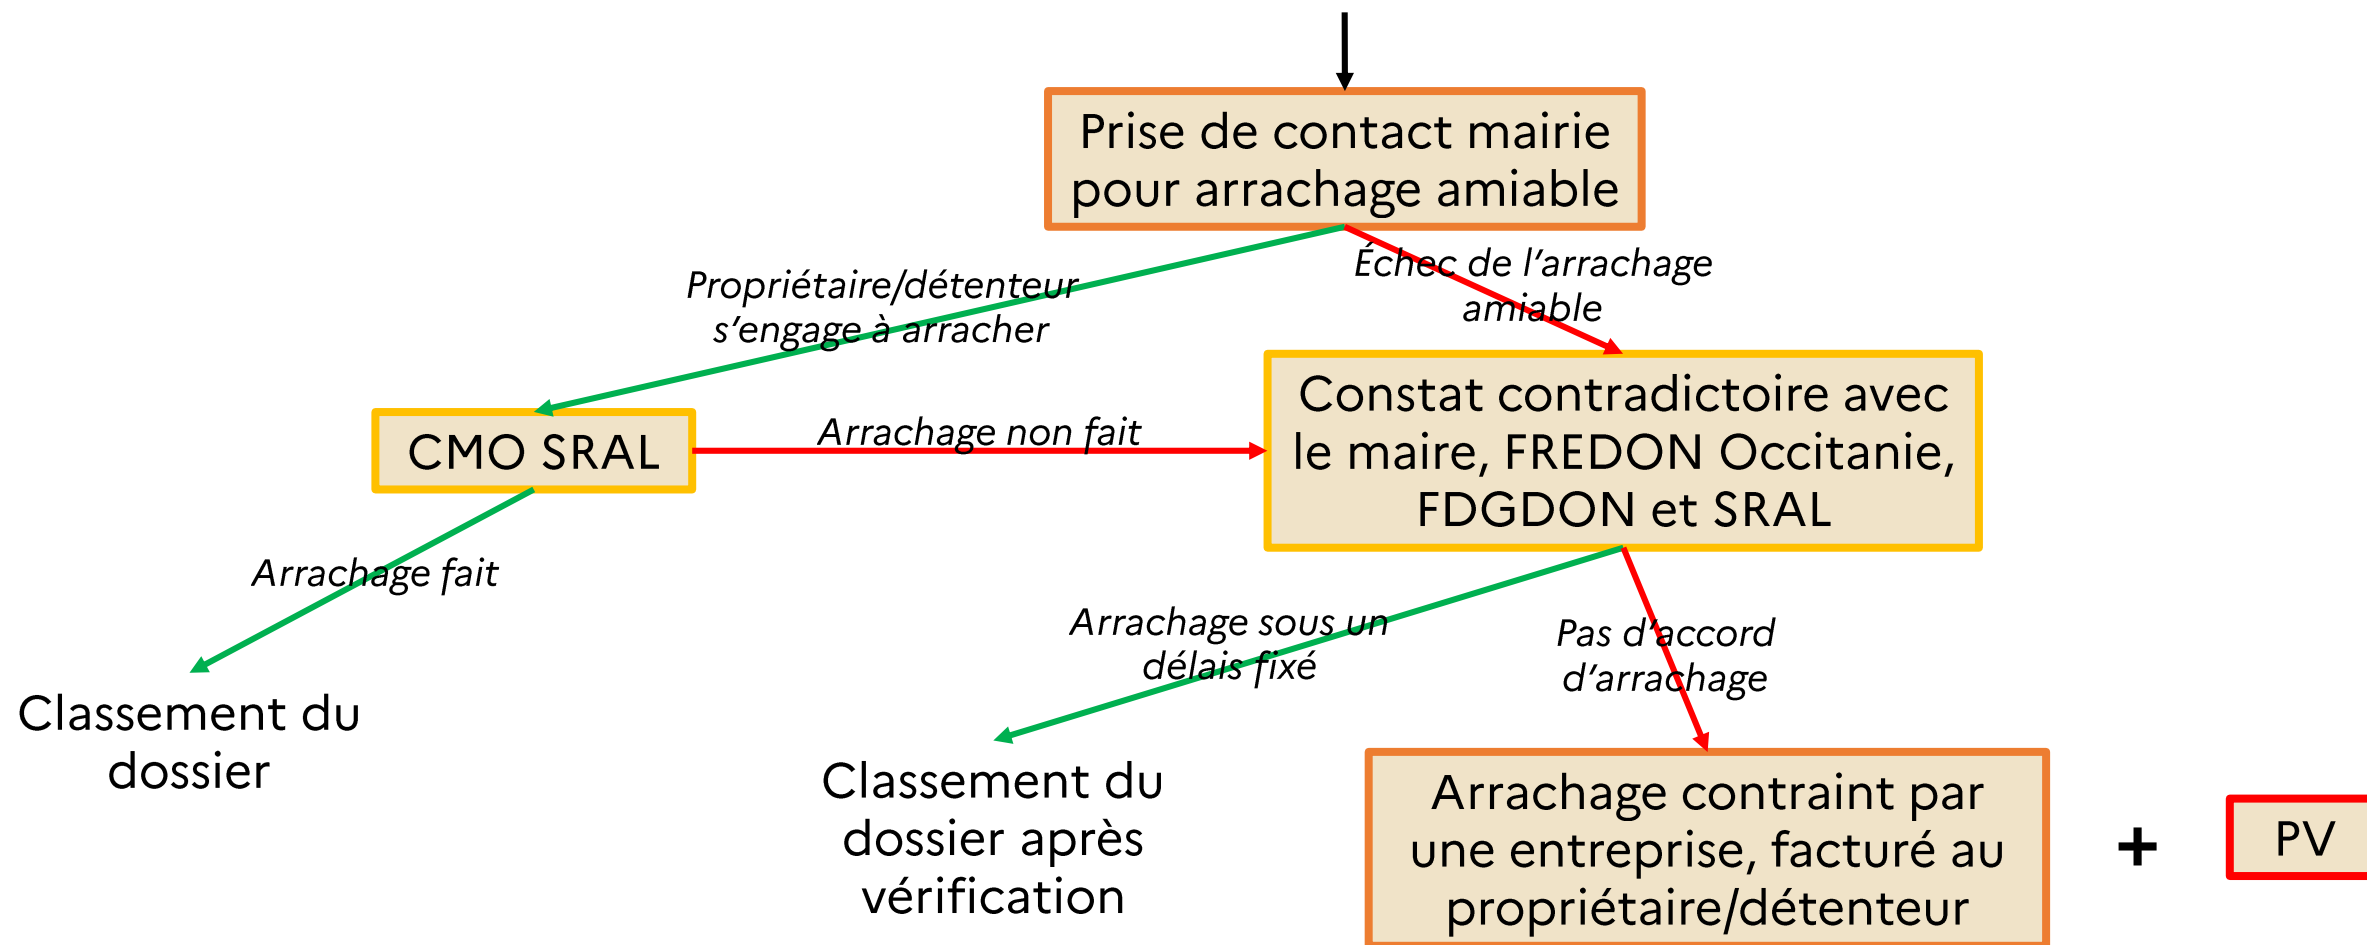 Prise de contact mairie
pour arrachage amiable
Propriétaire/détenteur
s’engage à arracher
Échec de l’arrachage
amiable
CMO SRAL
Arrachage non fait
Constat contradictoire avec
le maire, FREDON Occitanie,
FDGDON et SRAL
Arrachage fait
Arrachage sous un
délais fixé
Pas d’accord
d’arrachage
Classement du
dossier
Classement du
dossier après
vérification
Arrachage contraint par
une entreprise, facturé au
propriétaire/détenteur
+
PV